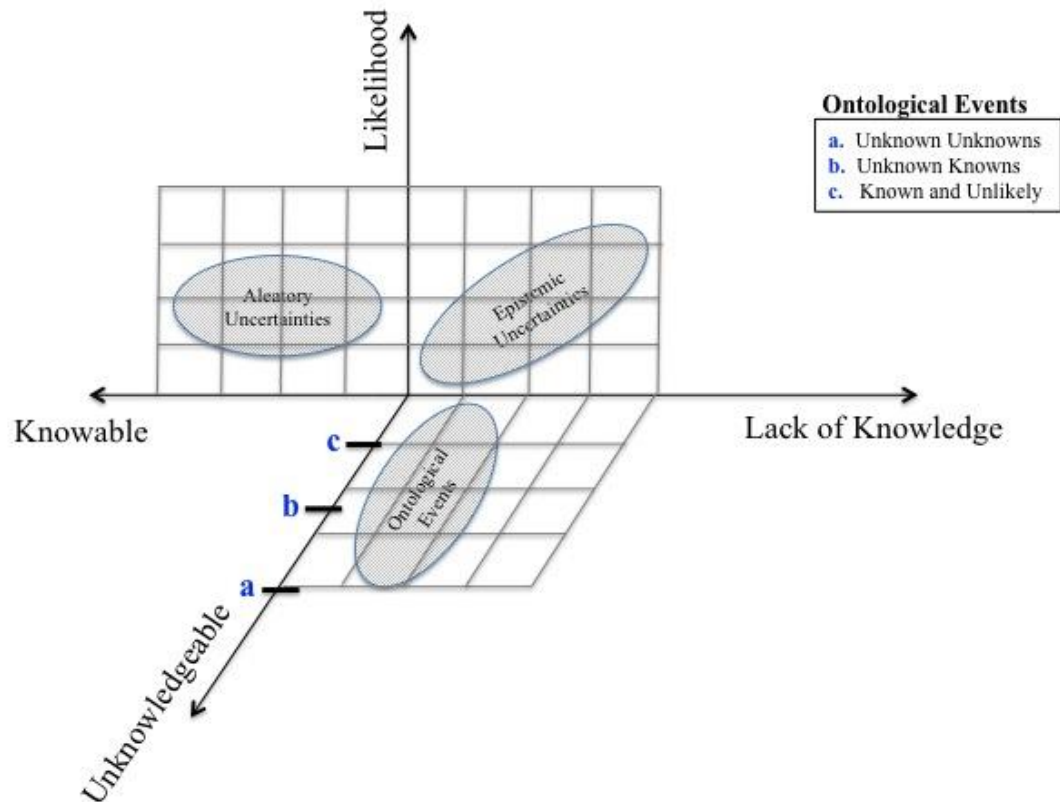 Likelihood
Ontological Events
a. Unknown Unknowns
b. Unknown Knowns
c. Known and Unlikely
Aleatory
Uncertainties
Epistemic
Uncertainties
Knowable
Lack of Knowledge
c
Ontological
Events
b
a
Unknowledgeable